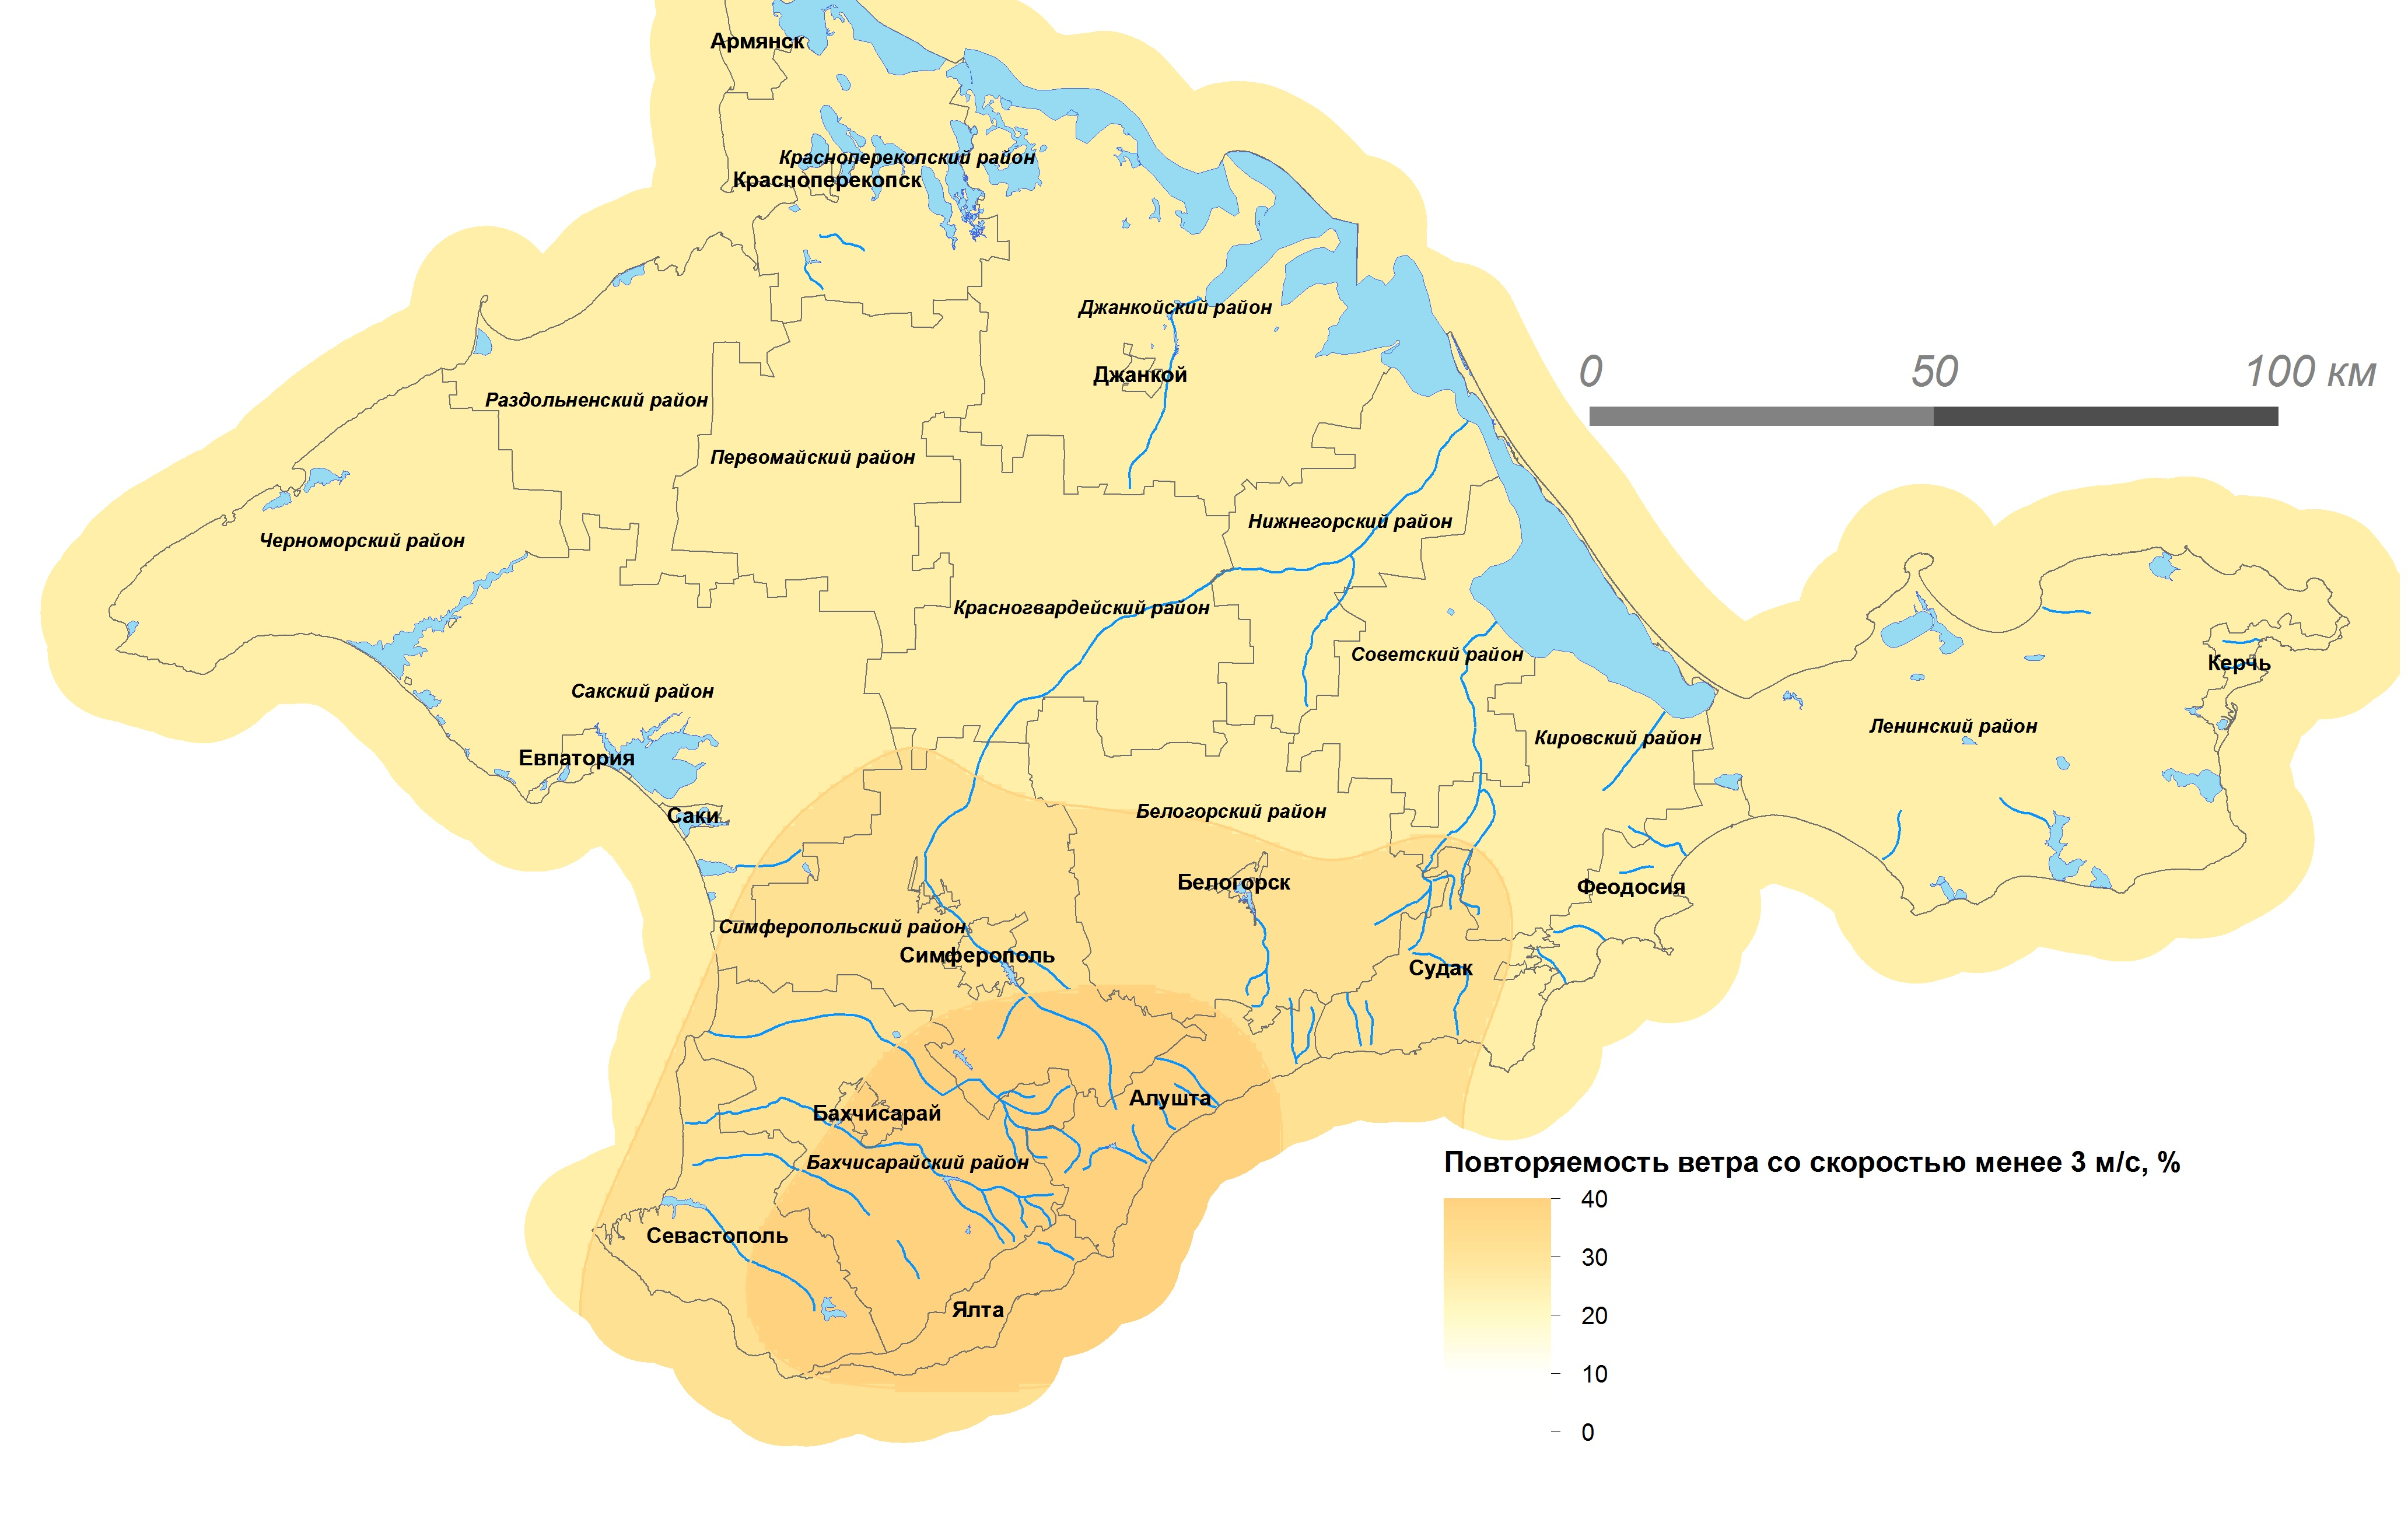 Армянск
Красноперекопский район
Красноперекопск
Джанкойский район
Джанкой
0
50
100 км
Раздольненский район
Первомайский район
Нижнегорский район
Черноморский район
Красногвардейский район
Советский район
Керчь
Сакский район
Ленинский район
Кировский район
Евпатория
Саки
Белогорский район
Белогорск
Феодосия
Симферопольский район
Симферополь
Судак
Алушта
Бахчисарай
Бахчисарайский район
Севастополь
Ялта
Повторяемость ветра со скоростью менее 3 м/с, %
40
30
20
10
0